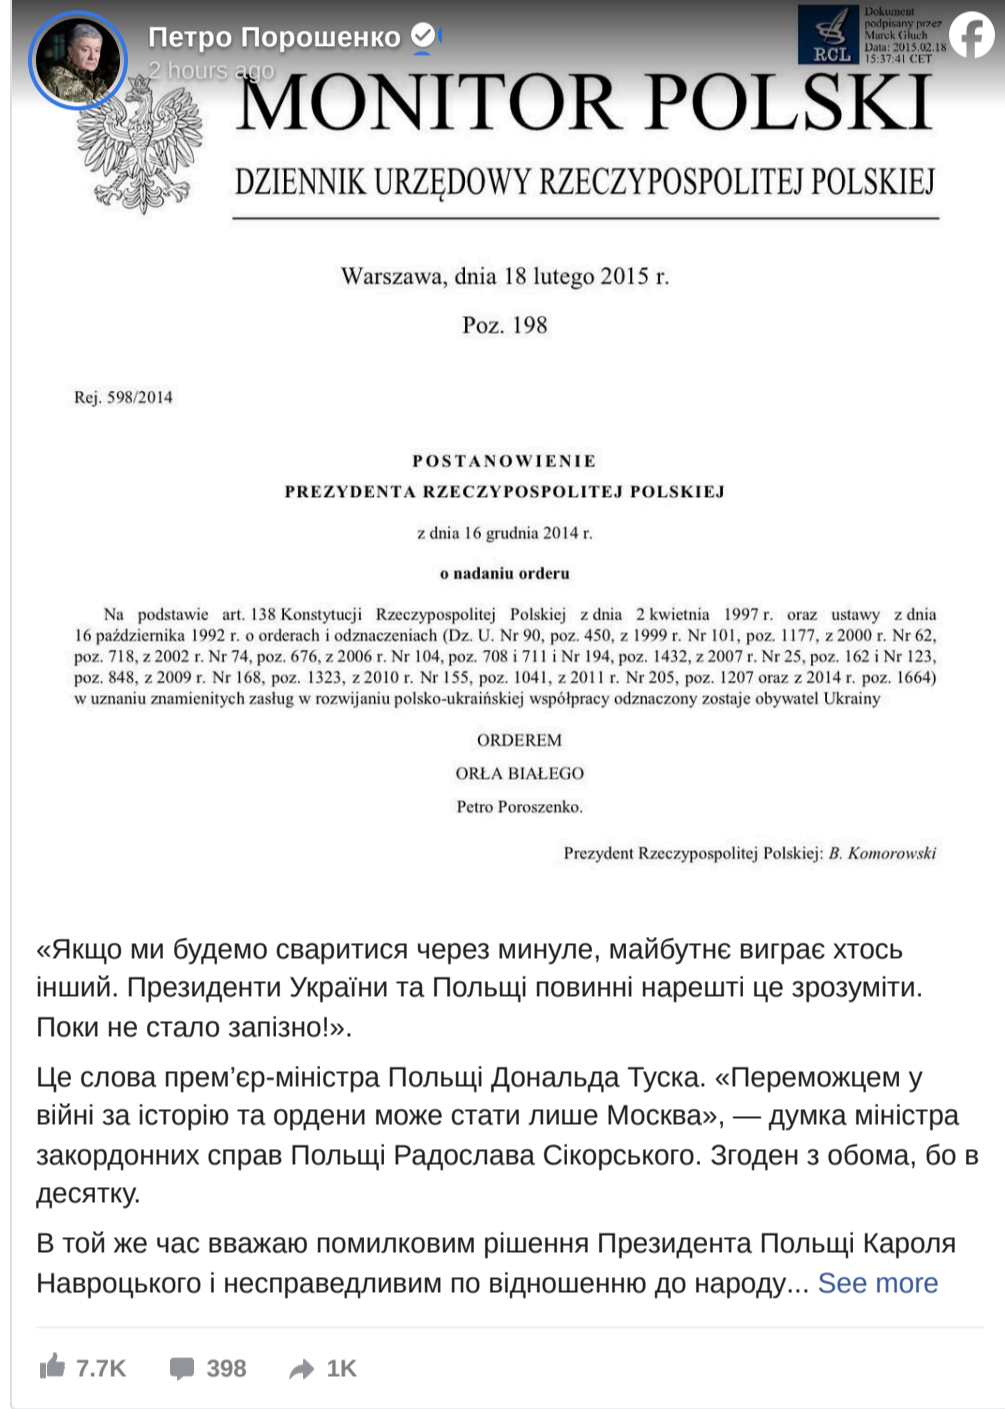 Петро Порошенко
2 hours ago
RCL
Dokument
podpisany przez
Marek Głuch
Data: 2015.02.18
15:37:41 CET
MONITOR POLSKI
DZIENNIK URZĘDOWY RZECZYPOSPOLITEJ POLSKIEJ
Warszawa, dnia 18 lutego 2015 r.
Poz. 198
Rej. 598/2014
POSTANOWIENIE
PREZYDENTA RZECZYPOSPOLITEJ POLSKIEJ
z dnia 16 grudnia 2014 r.
o nadaniu orderu
Na podstawie art. 138 Konstytucji Rzeczypospolitej Polskiej z dnia 2 kwietnia 1997 r. oraz ustawy z dnia
16 października 1992 r. o orderach i odznaczeniach (Dz. U. Nr 90, poz. 450, z 1999 r. Nr 101, poz. 1177, z 2000 r. Nr 62,
poz. 718, z 2002 r. Nr 74, poz. 676, z 2006 r. Nr 104, poz. 708 i 711 i Nr 194, poz. 1432, z 2007 r. Nr 25, poz. 162 i Nr 123,
poz. 848, z 2009 r. Nr 168, poz. 1323, z 2010 r. Nr 155, poz. 1041, z 2011 r. Nr 205, poz. 1207 oraz z 2014 r. poz. 1664)
w uznaniu znamienitych zasług w rozwijaniu polsko-ukraińskiej współpracy odznaczony zostaje obywatel Ukrainy
ORDEREM
ORŁA BIAŁEGO
Petro Poroszenko.
Prezydent Rzeczypospolitej Polskiej: B. Komorowski
«Якщо ми будемо сваритися через минуле, майбутнє виграє хтось
інший. Президенти України та Польщі повинні нарешті це зрозуміти.
Поки не стало запізно!».
Це слова прем’єр-міністра Польщі Дональда Туска. «Переможцем у
війні за історію та ордени може стати лише Москва», — думка міністра
закордонних справ Польщі Радослава Сікорського. Згоден з обома, бо в
десятку.
В той же час вважаю помилковим рішення Президента Польщі Кароля
Навроцького і несправедливим по відношенню до народу... See more
7.7K 398 1K